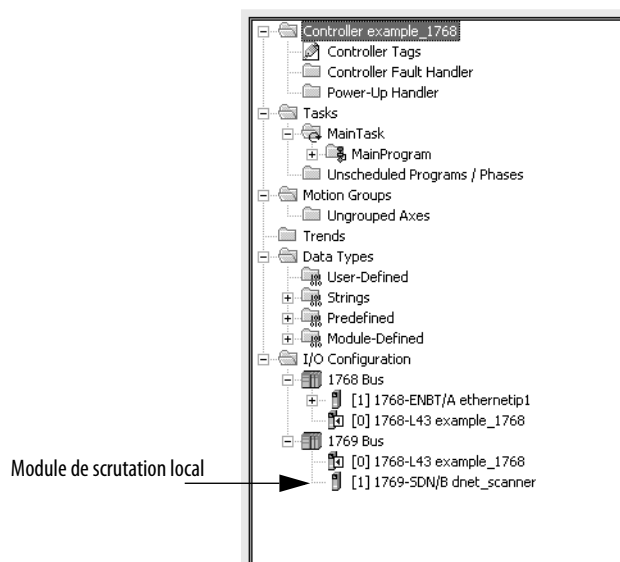 Controller example_1768
Controller Tags
Controller Fault Handler
Power-Up Handler
Tasks
MainTask
MainProgram
Unscheduled Programs / Phases
Motion Groups
Ungrouped Axes
Trends
Data Types
User-Defined
Strings
Predefined
Module-Defined
I/O Configuration
1768 Bus
[1] 1768-ENBT/A ethernetip1
[0] 1768-L43 example_1768
1769 Bus
[0] 1768-L43 example_1768
Module de scrutation local
[1] 1769-SDN/B dnet_scanner